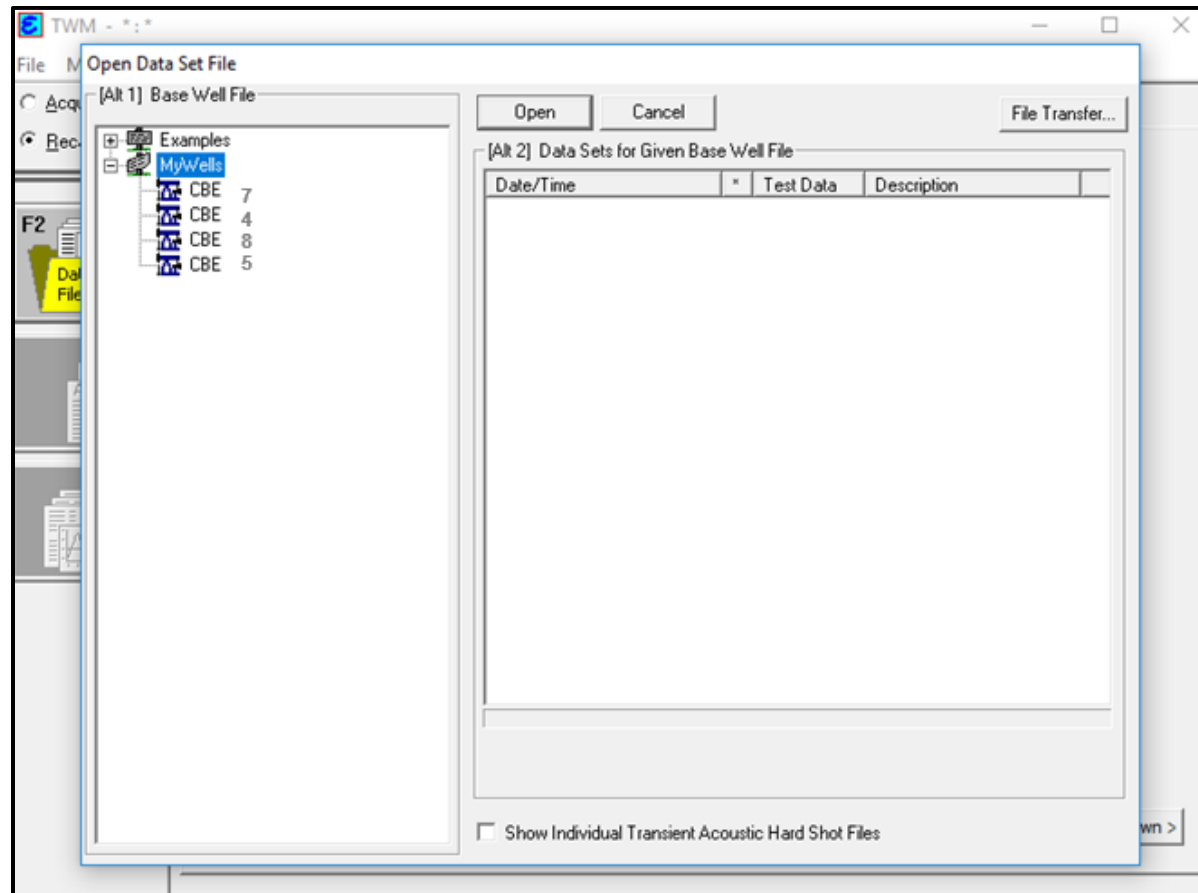 TWM - *:*
File M
Open Data Set File
[Alt 1] Base Well File
Open
Cancel
File Transfer...
Acqu
Rec
Examples
MyWells
CBE 7
CBE 4
CBE 8
CBE 5
[Alt 2] Data Sets for Given Base Well File
Date/Time * Test Data Description
F2
Dat
File
Show Individual Transient Acoustic Hard Shot Files
wn >